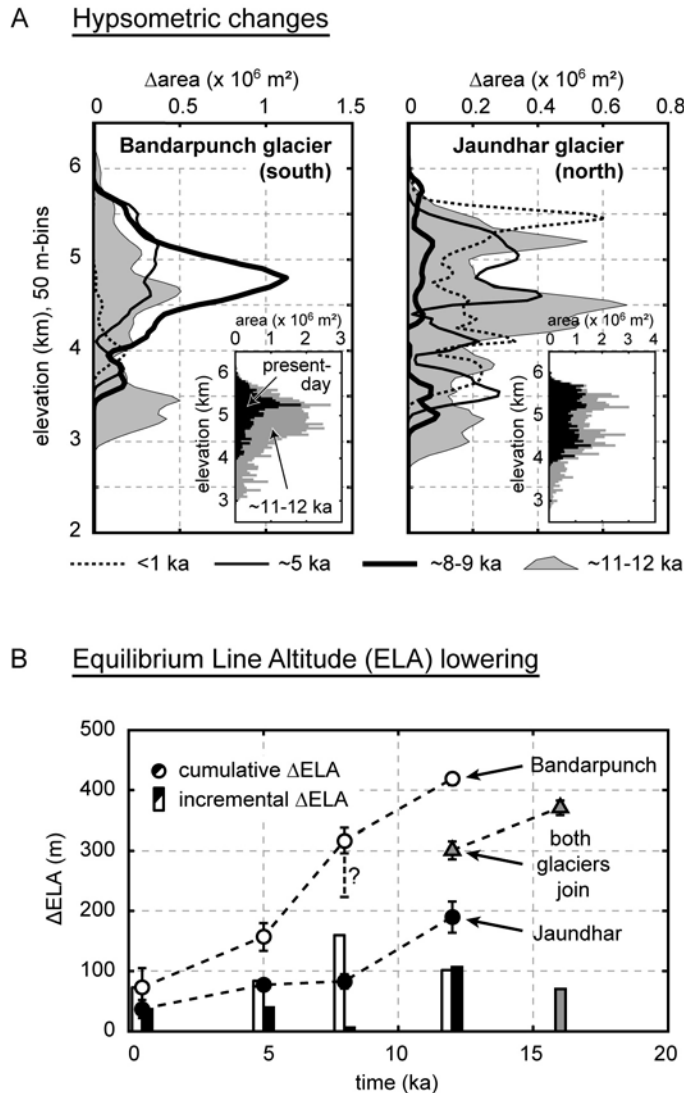 A Hypsometric changes
Δarea (x 10⁶ m²)
0 0.5 1 1.5
Δarea (x 10⁶ m²)
0 0.2 0.4 0.6 0.8
Bandarpunch glacier
(south)
Jaundhar glacier
(north)
elevation (km), 50 m-bins
6
5
4
3
2
area (x 10⁶ m²)
0 1 2 3
elevation (km)
6
5
4
3
present-
day
~11-12 ka
6
5
4
3
2
area (x 10⁶ m²)
0 1 2 3 4
elevation (km)
6
5
4
3
<1 ka ~5 ka ~8-9 ka ~11-12 ka
B Equilibrium Line Altitude (ELA) lowering
ΔELA (m)
500
400
300
200
100
0
cumulative ΔELA
incremental ΔELA
Bandarpunch
both
glaciers
join
?
Jaundhar
0 5 10 15 20
time (ka)